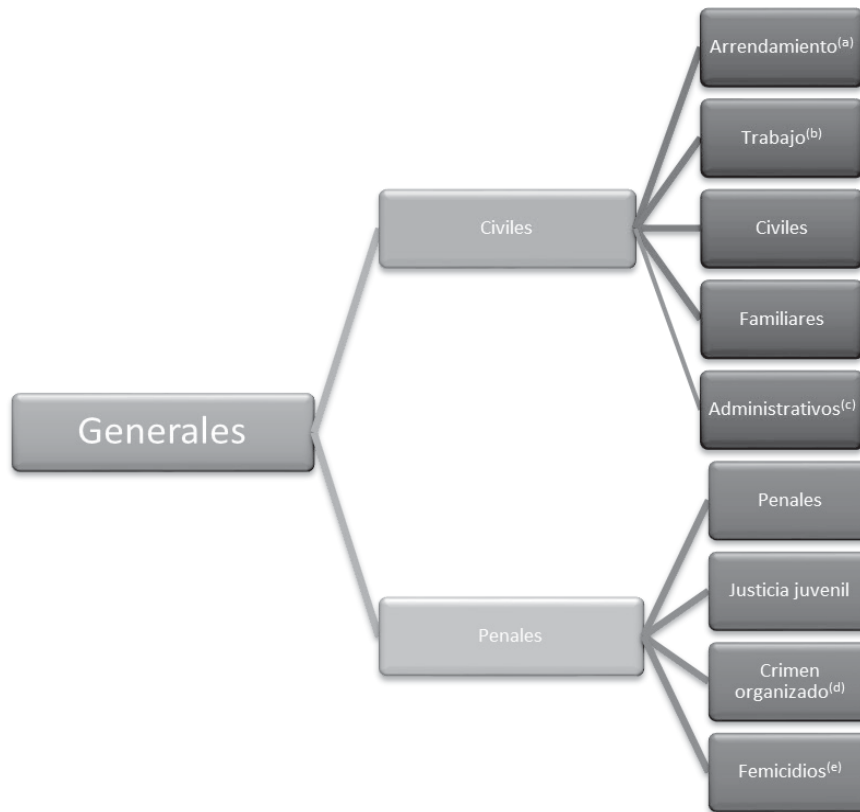 Generales
Civiles
Arrendamiento(a)
Trabajo(b)
Civiles
Familiares
Administrativos(c)
Penales
Penales
Justicia juvenil
Crimen
organizado(d)
Femicidios(e)